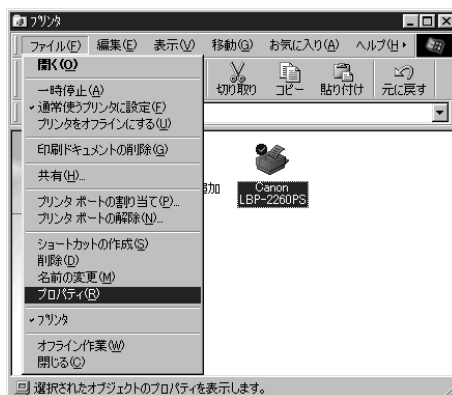 プリンタ
ファイル(F) 編集(E) 表示(V) 移動(G) お気に入り(A) ヘルプ(H)
開く(O)
一時停止(A)
通常使うプリンタに設定(F)
プリンタをオフラインにする(U)
印刷ドキュメントの削除(G)
共有(H)...
プリンタ ポートの割り当て(P)...
プリンタ ポートの解除(N)...
ショートカットの作成(S)
削除(D)
名前の変更(M)
プロパティ(R)
プリンタ
オフライン作業(W)
閉じる(C)
切り取り コピー 貼り付け 元に戻す
加
Canon
LBP-2260PS
選択されたオブジェクトのプロパティを表示します。